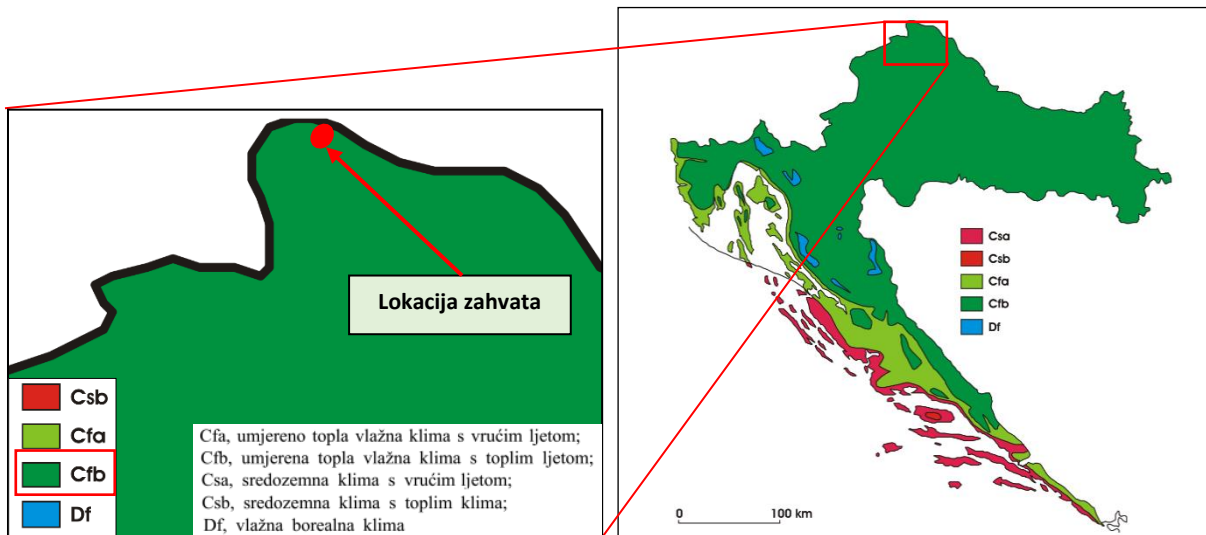 Lokacija zahvata
Csb
Cfa
Cfb
Df
Cfa, umjereno topla vlažna klima s vrućim ljetom;
Cfb, umjerena topla vlažna klima s toplim ljetom;
Csa, sredozemna klima s vrućim ljetom;
Csb, sredozemna klima s toplim klima;
Df, vlažna borealna klima
Csa
Csb
Cfa
Cfb
Df
0 100 km